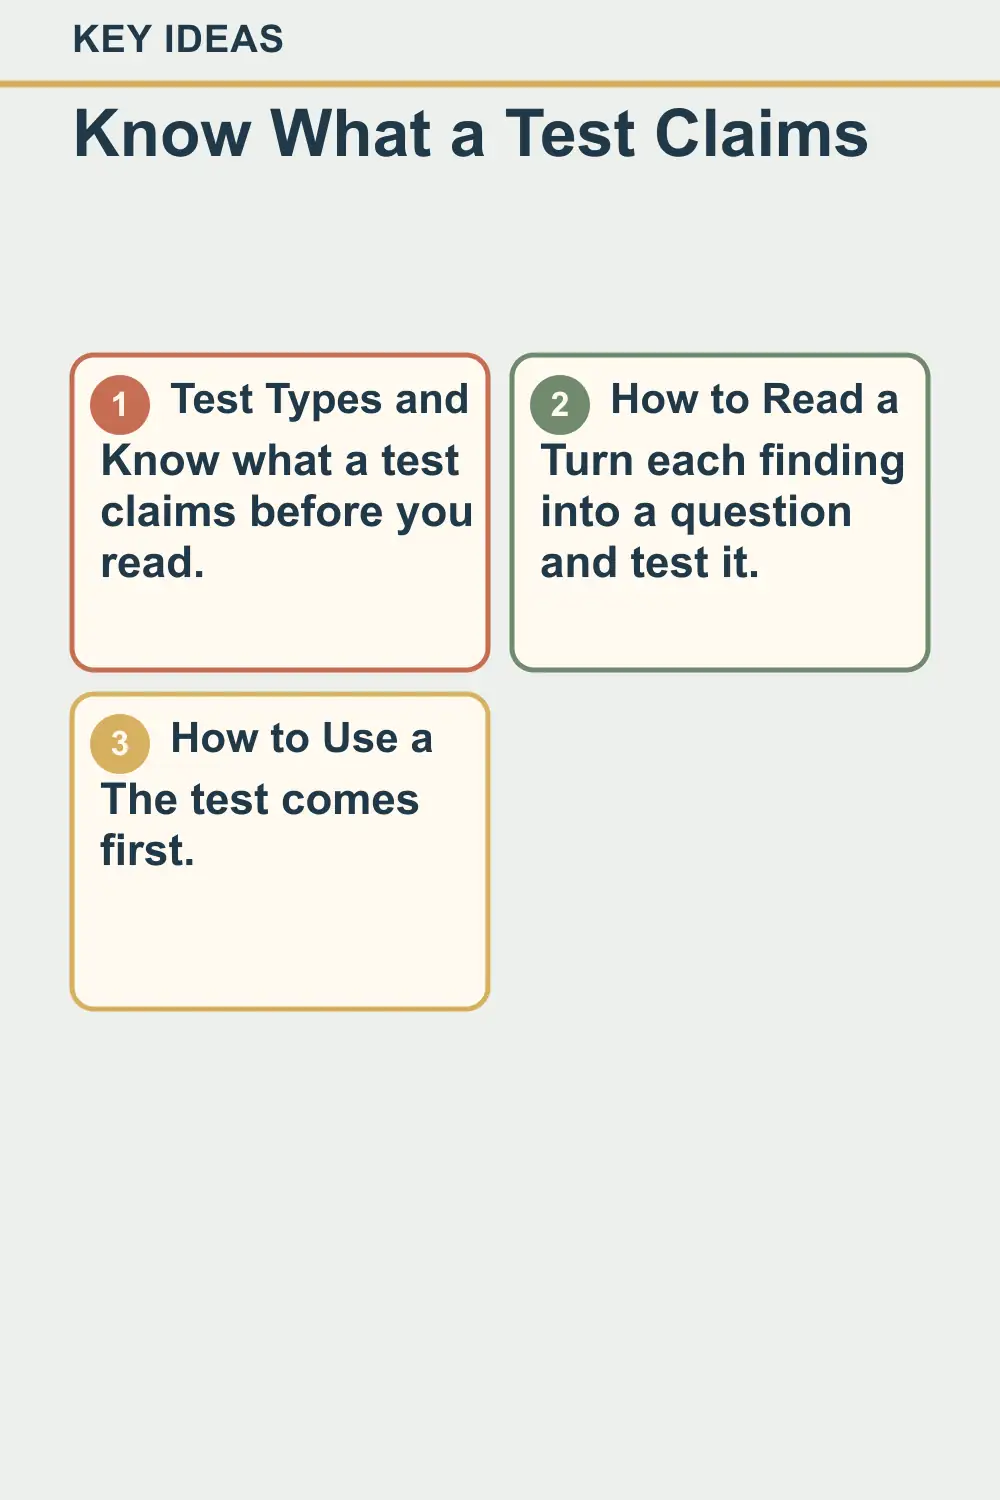 KEY IDEAS
Know What a Test Claims
1 Test Types and
Know what a test
claims before you
read.
2 How to Read a
Turn each finding
into a question
and test it.
3 How to Use a
The test comes
first.